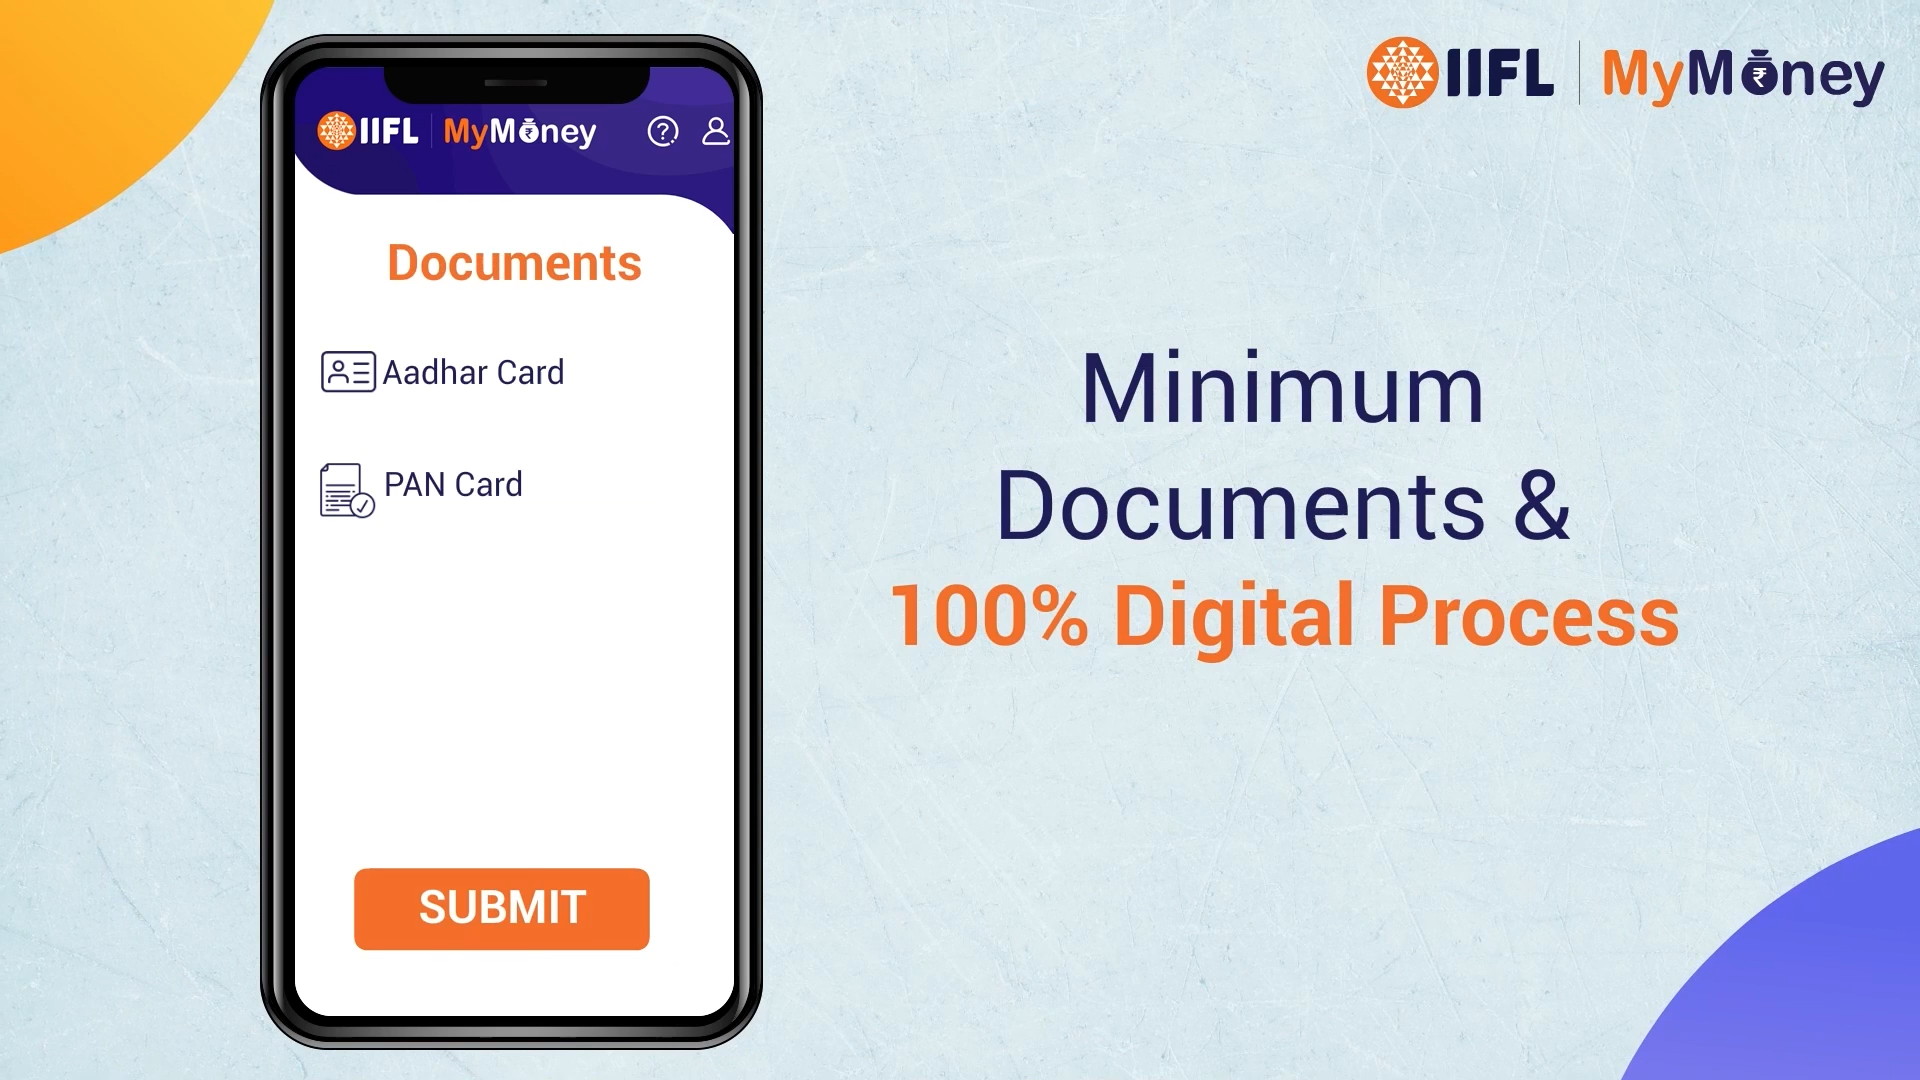 IIFL MyMoney
IIFL MyMoney
Documents
Aadhar Card
PAN Card
SUBMIT
Minimum
Documents &
100% Digital Process